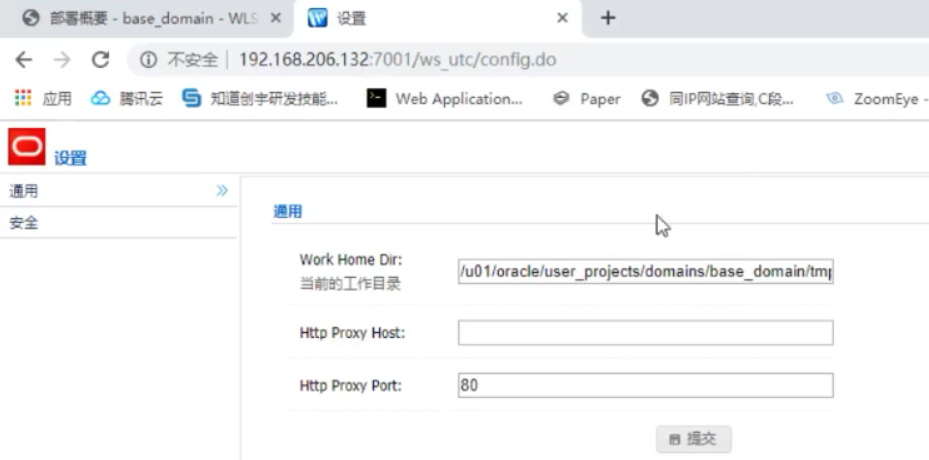 部署概要 - base_domain - WLS
设置
不安全 192.168.206.132:7001/ws_utc/config.do
应用 腾讯云 知道创宇研发技能... Web Application... Paper 同IP网站查询,C段... ZoomEye -
设置
通用
安全
通用
Work Home Dir:
/u01/oracle/user_projects/domains/base_domain/tmp
当前的工作目录
Http Proxy Host:
Http Proxy Port:
80
提交